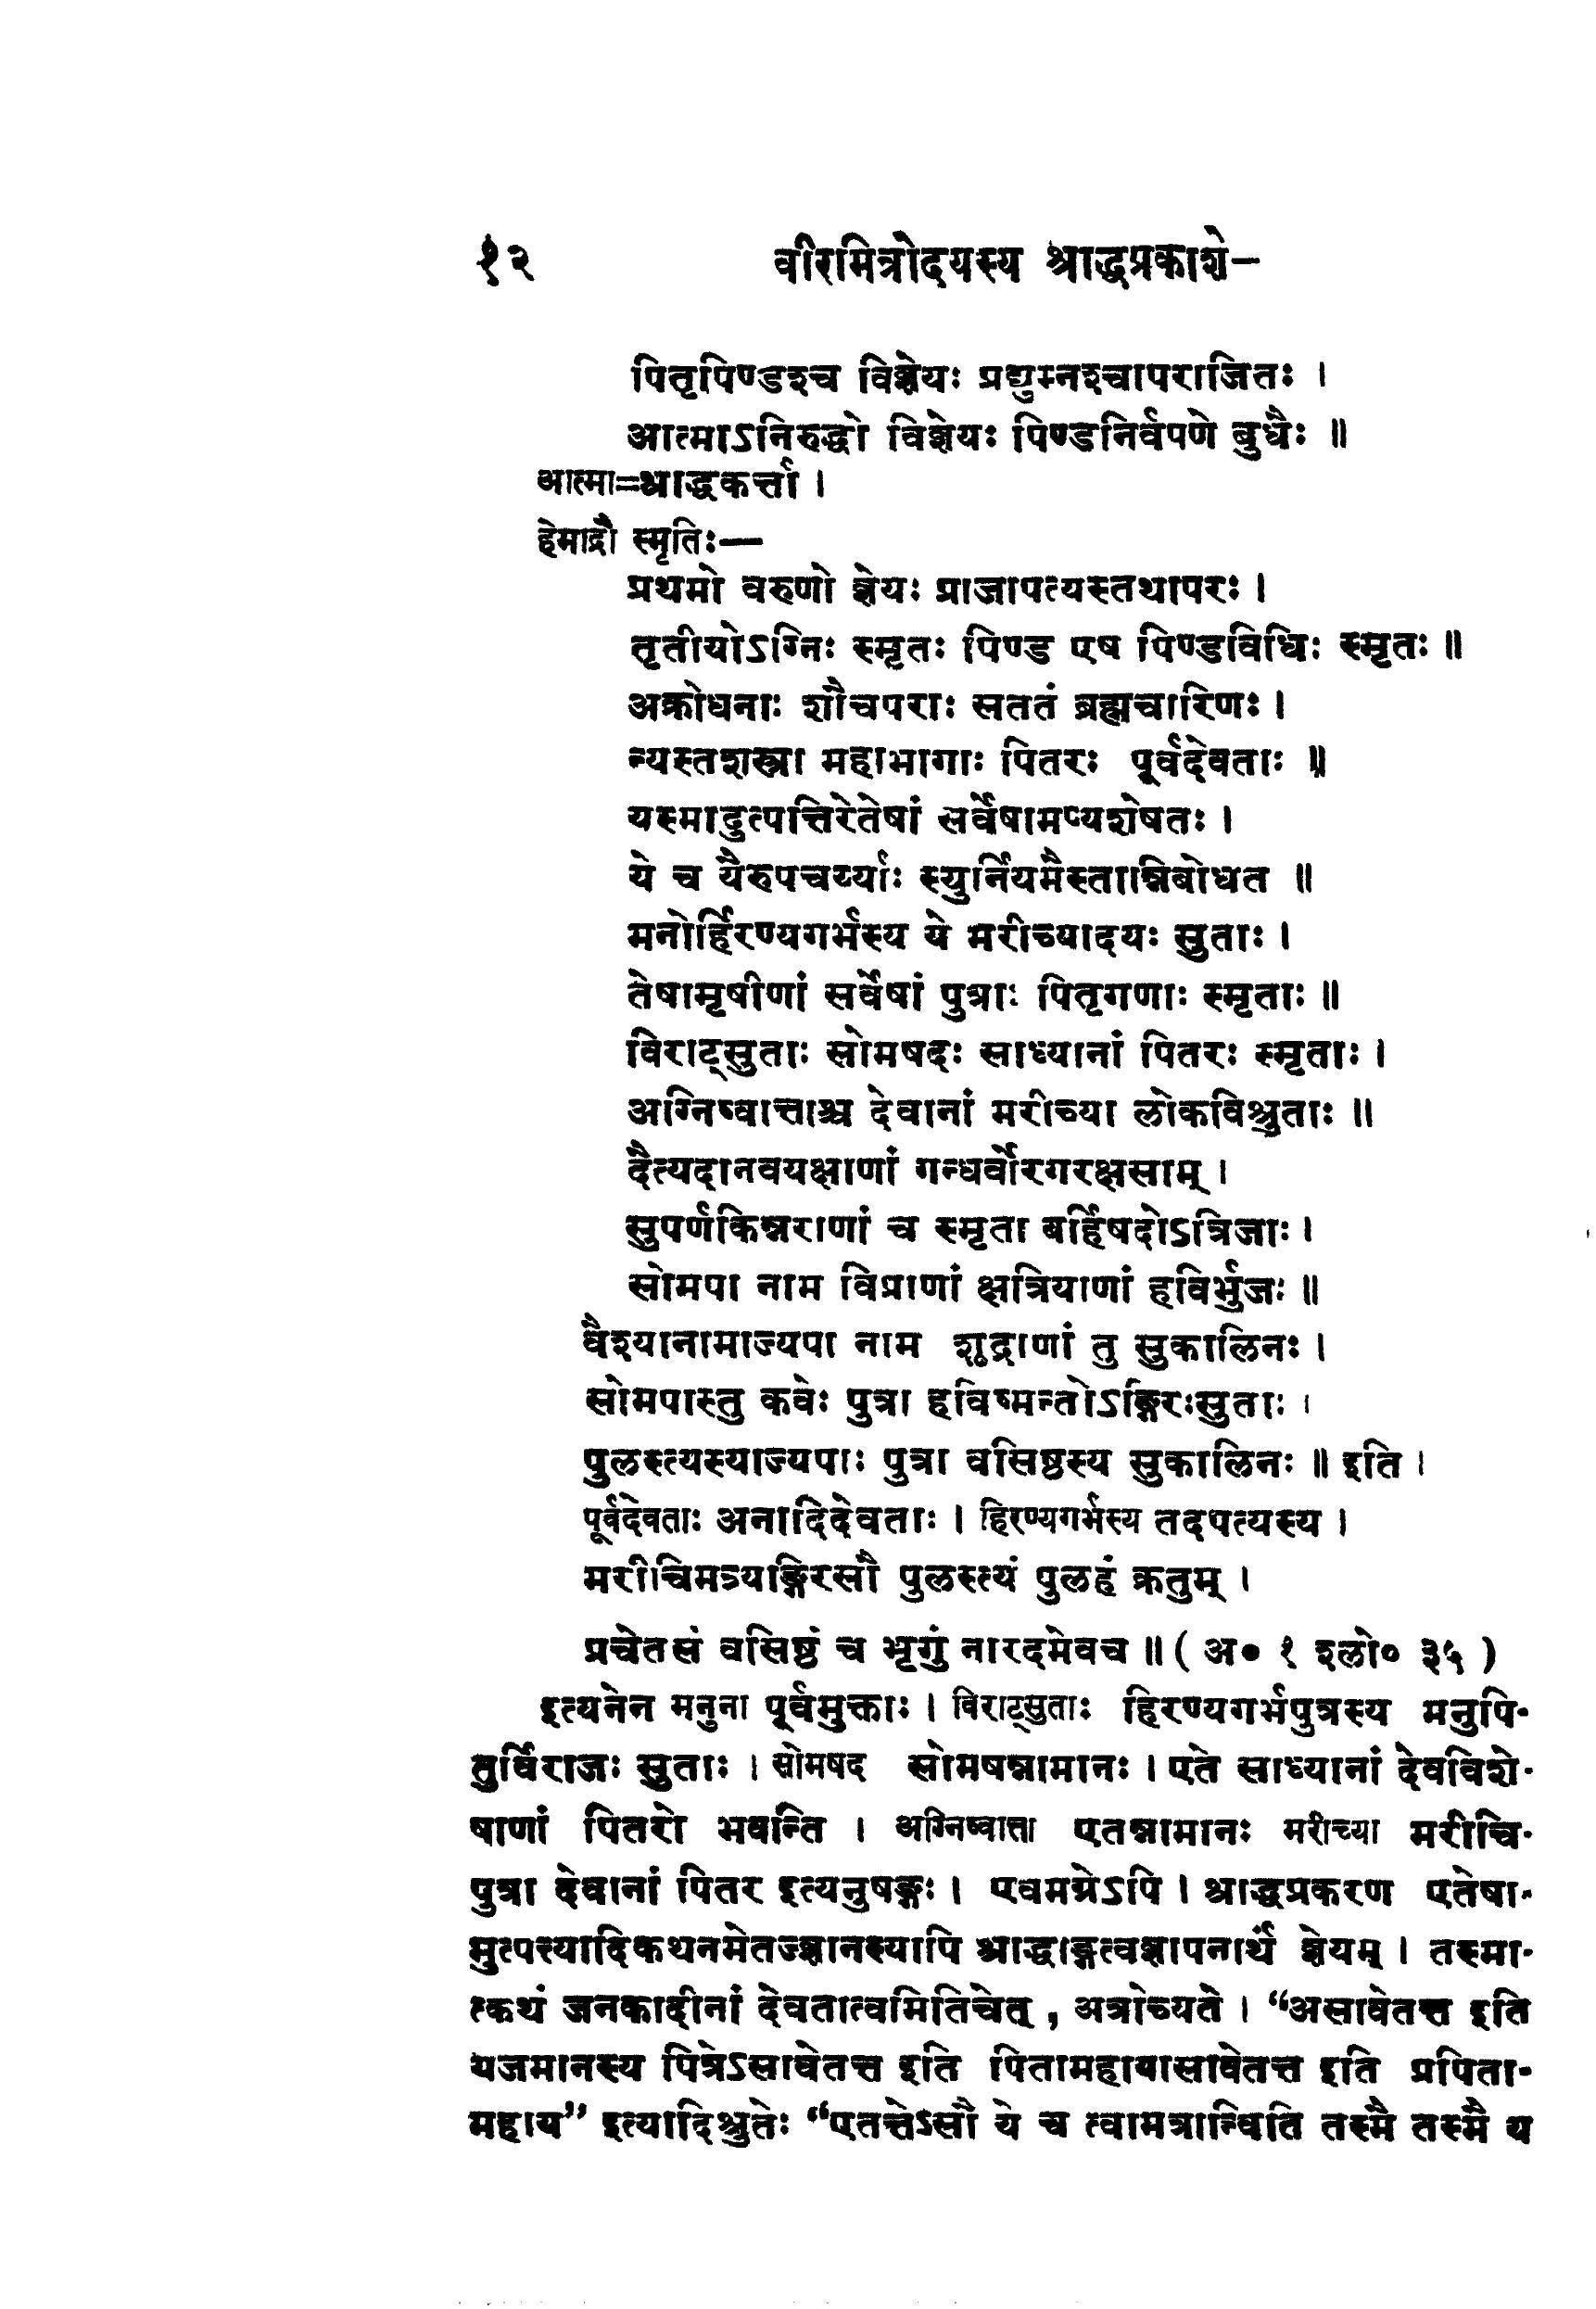 १२ वीरमित्रोदयस्य श्राद्धप्रकाशे-
पितृपिण्डश्च विज्ञेयः प्रद्युम्नश्चापराजितः ।
आत्माऽनिरुद्धो विज्ञेयः पिण्डनिर्वपणे बुधैः ॥
आत्मा=श्राद्धकर्त्ता ।
हेमाद्रौ स्मृतिः—
प्रथमो वरुणो ज्ञेयः प्राजापत्यस्तथापरः ।
तृतीयोऽग्निः स्मृतः पिण्ड एष पिण्डविधिः स्मृतः ॥
अक्रोधनाः शौचपराः सततं ब्रह्मचारिणः ।
न्यस्तशस्त्रा महाभागाः पितरः पूर्वदेवताः ॥
यस्मादुत्पत्तिरेतेषां सर्वेषामप्यशेषतः ।
ये च यैरुपचर्य्याः स्युर्नियमैस्तान्निबोधत ॥
मनोर्हिरण्यगर्भस्य ये मरीच्यादयः सुताः ।
तेषामृषीणां सर्वेषां पुत्राः पितृगणाः स्मृताः ॥
विराट्सुताः सोमषदः साध्यानां पितरः स्मृताः ।
अग्निष्वात्ताश्च देवानां मरीच्या लोकविश्रुताः ॥
दैत्यदानवयक्षाणां गन्धर्वोरगरक्षसाम् ।
सुपर्णकिन्नराणां च स्मृता बर्हिषदोऽत्रिजाः ।
सोमपा नाम विप्राणां क्षत्रियाणां हविर्भुजः ॥
वैश्यानामाज्यपा नाम शूद्राणां तु सुकालिनः ।
सोमपास्तु कवेः पुत्रा हविष्मन्तोऽङ्गिरःसुताः ।
पुलस्त्यस्याज्यपाः पुत्रा वसिष्ठस्य सुकालिनः ॥ इति ।
पूर्वदेवताः अनादिदेवताः । हिरण्यगर्भस्य तदपत्यस्य ।
मरीचिमत्र्यङ्गिरसौ पुलस्त्यं पुलहं क्रतुम् ।
प्रचेतसं वसिष्ठं च भृगुं नारदमेवच ॥ ( अ० १ श्लो० ३५ )
इत्यनेन मनुना पूर्वमुक्ताः । विराट्सुताः हिरण्यगर्भपुत्रस्य मनुपि-
तुर्विराजः सुताः । सोमषद सोमषन्नामानः । एते साध्यानां देवविशे-
षाणां पितरो भवन्ति । अग्निष्वात्ता एतन्नामानः मरीच्या मरीचि-
पुत्रा देवानां पितर इत्यनुषङ्गः । एवमग्रेऽपि । श्राद्धप्रकरण एतेषा-
मुत्पत्त्यादिकथनमेतज्ज्ञानस्यापि श्राद्धाङ्गत्वज्ञापनार्थं ज्ञेयम् । तस्मा-
त्कथं जनकादीनां देवतात्वमितिचेत् , अत्रोच्यते । “असावेतत्त इति
यजमानस्य पित्रेऽसावेतत्त इति पितामहायासावेतत्त इति प्रपिता-
महाय” इत्यादिश्रुतेः “एतत्तेऽसौ ये च त्वामत्रान्विति तस्मै तस्मै य